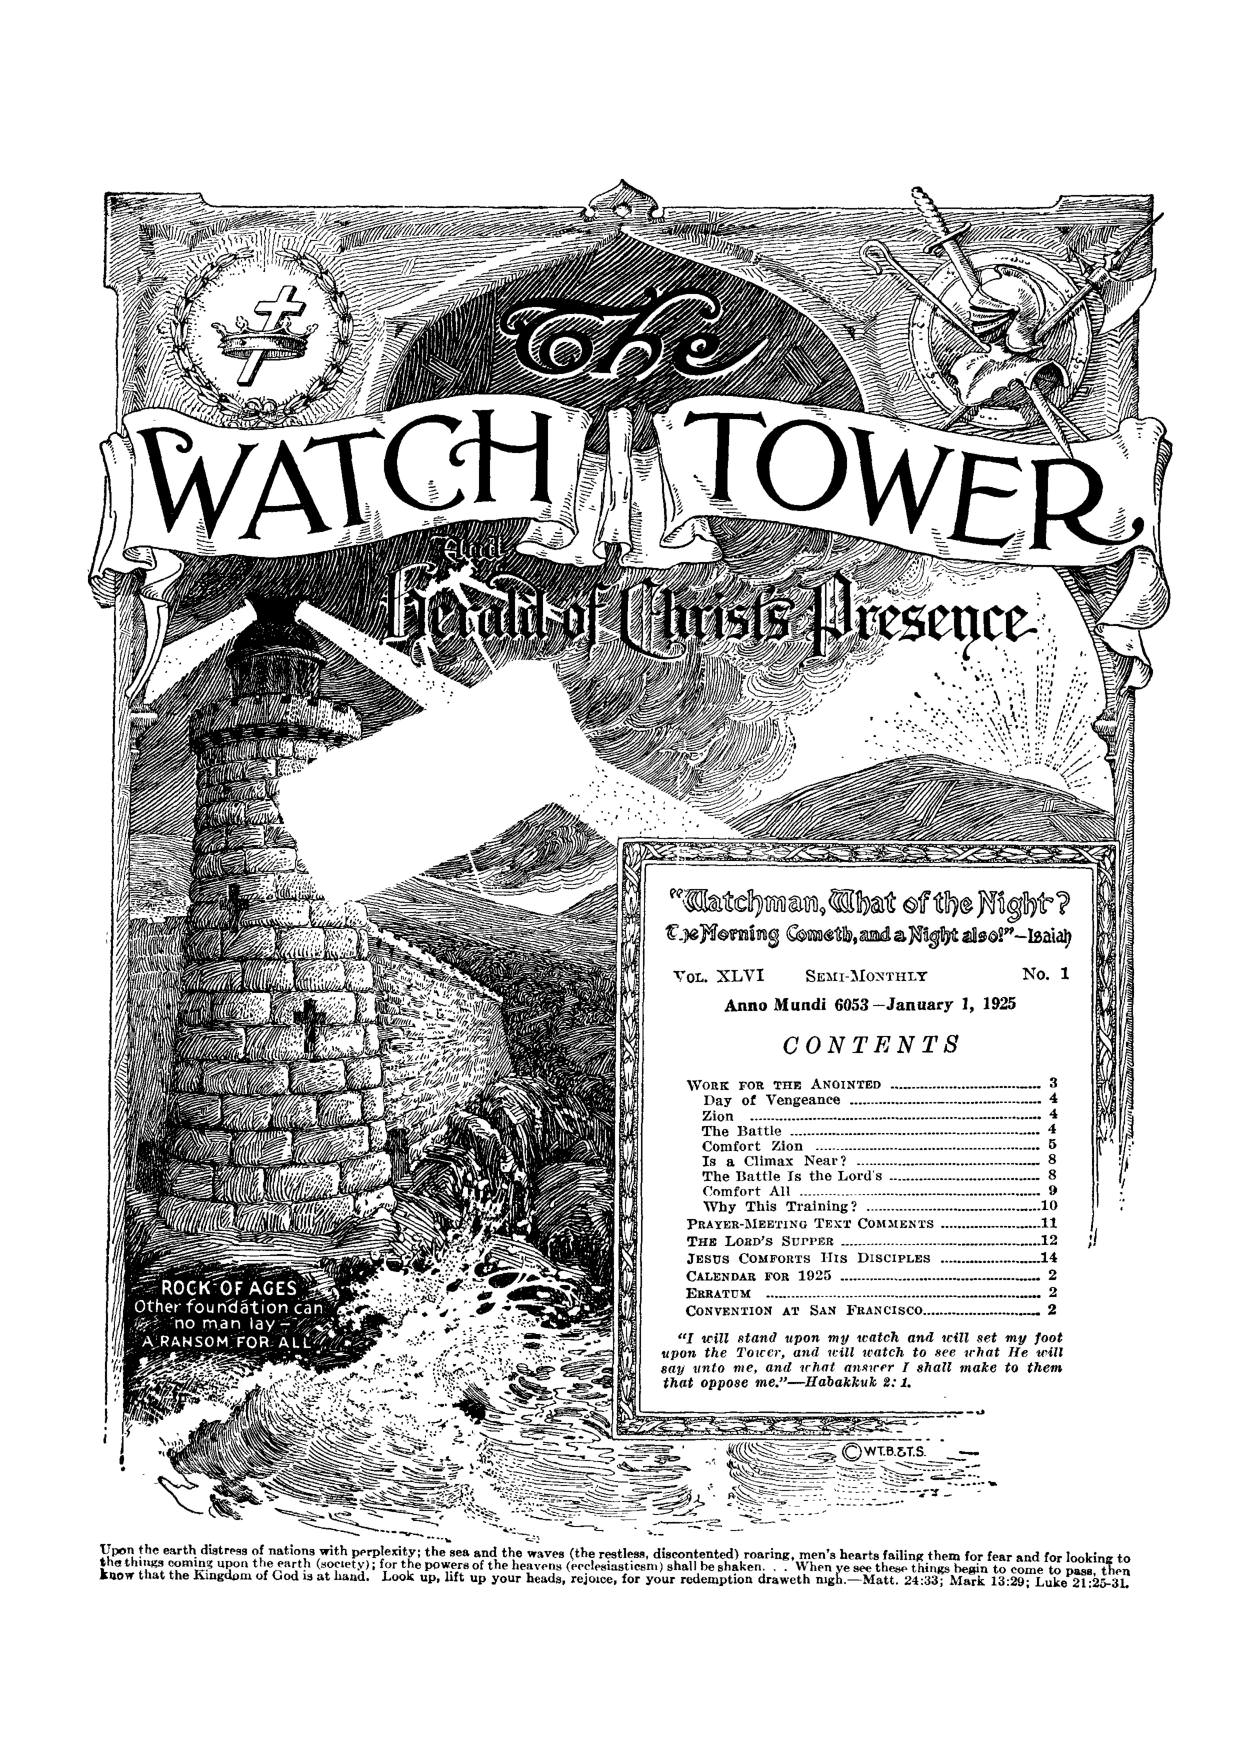 The
WATCH TOWER
And
Herald of Christ's Presence
"Watchman, What of the Night?
The Morning Cometh, and a Night also!"—Isaiah
VOL. XLVI SEMI-MONTHLY No. 1
Anno Mundi 6053—January 1, 1925
CONTENTS
WORK FOR THE ANOINTED 3
Day of Vengeance 4
Zion 4
The Battle 4
Comfort Zion 5
Is a Climax Near? 8
The Battle Is the Lord's 8
Comfort All 9
Why This Training? 10
PRAYER-MEETING TEXT COMMENTS 11
THE LORD'S SUPPER 12
JESUS COMFORTS HIS DISCIPLES 14
CALENDAR FOR 1925 2
ERRATUM 2
CONVENTION AT SAN FRANCISCO 2
"I will stand upon my watch and will set my foot
upon the Tower, and will watch to see what He will
say unto me, and what answer I shall make to them
that oppose me."—Habakkuk 2: 1.
ROCK OF AGES
Other foundation can
no man lay—
A RANSOM FOR ALL
©W.T.B.&T.S.
Upon the earth distress of nations with perplexity; the sea and the waves (the restless, discontented) roaring, men's hearts failing them for fear and for looking to
the things coming upon the earth (society); for the powers of the heavens (ecclesiasticsm) shall be shaken. . . When ye see these things begin to come to pass, then
know that the Kingdom of God is at hand. Look up, lift up your heads, rejoice, for your redemption draweth nigh.—Matt. 24:33; Mark 13:29; Luke 21:25-31.